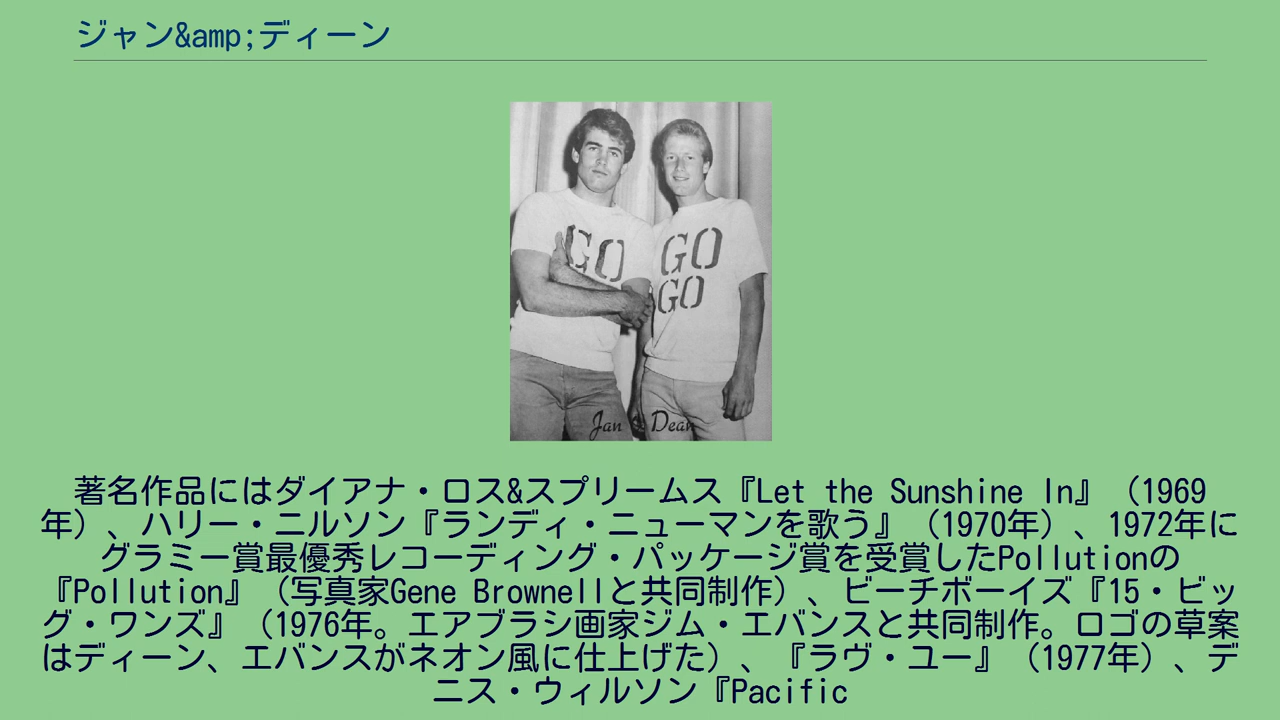 ジャン&amp;ディーン
GO
GO
GO
Jan & Dean
著名作品にはダイアナ・ロス&スプリームス『Let the Sunshine In』（1969
年）、ハリー・ニルソン『ランディ・ニューマンを歌う』（1970年）、1972年に
グラミー賞最優秀レコーディング・パッケージ賞を受賞したPollutionの
『Pollution』（写真家Gene Brownellと共同制作）、ビーチボーイズ『15・ビッ
グ・ワンズ』（1976年。エアブラシ画家ジム・エバンスと共同制作。ロゴの草案
はディーン、エバンスがネオン風に仕上げた）、『ラヴ・ユー』（1977年）、デ
ニス・ウィルソン『Pacific